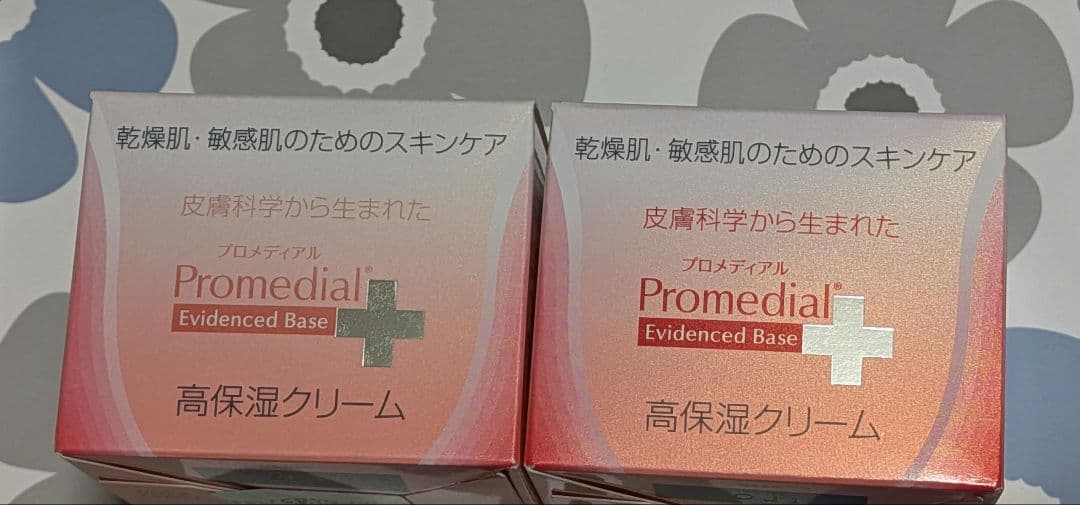 乾燥肌・敏感肌のためのスキンケア
皮膚科学から生まれた
プロメディアル
Promedial®
Evidenced Base
高保湿クリーム
乾燥肌・敏感肌のためのスキンケア
皮膚科学から生まれた
プロメディアル
Promedial®
Evidenced Base
高保湿クリーム